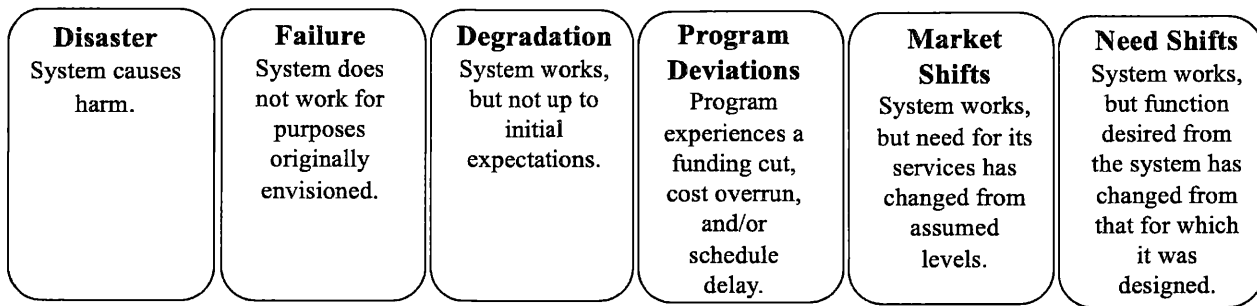 Disaster
System causes
harm.
Failure
System does
not work for
purposes
originally
envisioned.
Degradation
System works,
but not up to
initial
expectations.
Program
Deviations
Program
experiences a
funding cut,
cost overrun,
and/or
schedule
delay.
Market
Shifts
System works,
but need for its
services has
changed from
assumed
levels.
Need Shifts
System works,
but function
desired from
the system has
changed from
that for which
it was
designed.